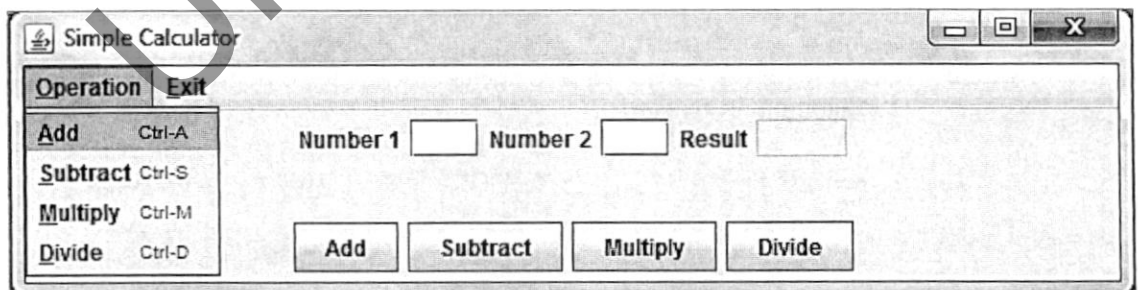 Simple Calculator
Operation Exit
Add Ctrl-A
Subtract Ctrl-S
Multiply Ctrl-M
Divide Ctrl-D
Number 1 Number 2 Result
Add Subtract Multiply Divide